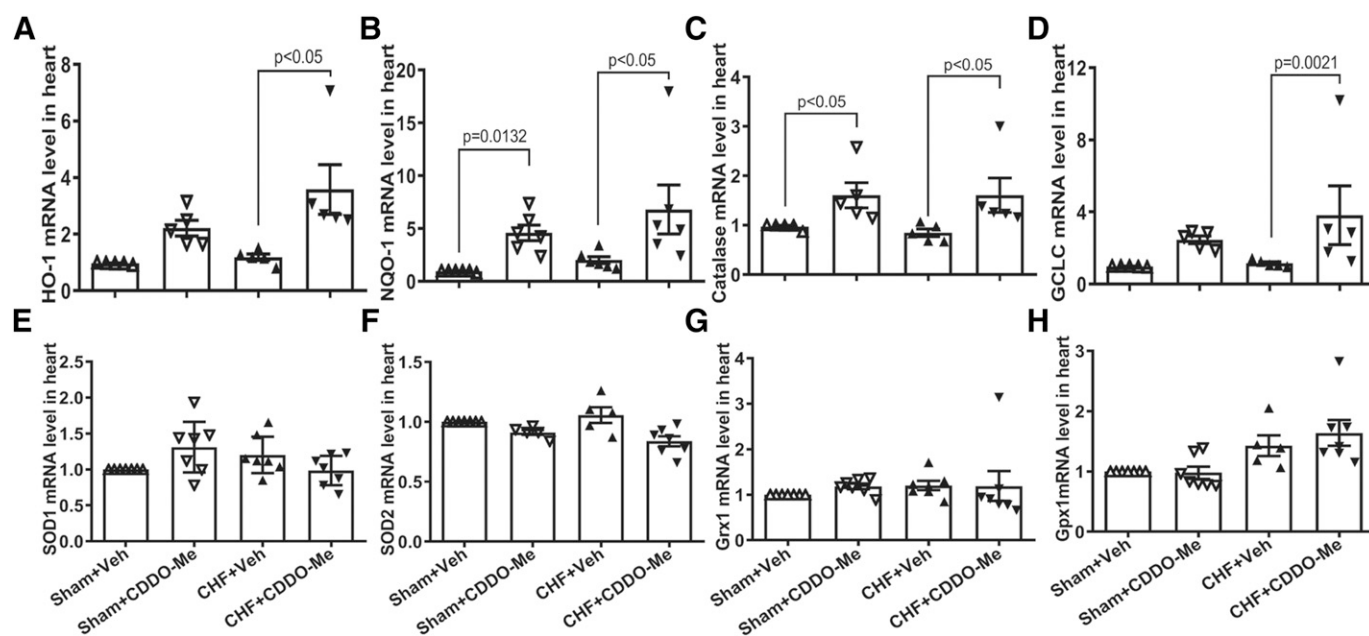 A
HO-1 mRNA level in heart
8
6
4
2
0
p<0.05
B
NQO-1 mRNA level in heart
20
15
10
5
0
p=0.0132
p<0.05
C
Catalase mRNA level in heart
4
3
2
1
0
p<0.05
p<0.05
D
GCLC mRNA level in heart
12
8
4
0
p=0.0021
E
SOD1 mRNA level in heart
2.5
2.0
1.5
1.0
0.5
0.0
Sham+Veh
Sham+CDDO-Me
CHF+Veh
CHF+CDDO-Me
F
SOD2 mRNA level in heart
1.5
1.0
0.5
0.0
Sham+Veh
Sham+CDDO-Me
CHF+Veh
CHF+CDDO-Me
G
Grx1 mRNA level in heart
4
3
2
1
0
Sham+Veh
Sham+CDDO-Me
CHF+Veh
CHF+CDDO-Me
H
Gpx1mRNA level in heart
3
2
1
0
Sham+Veh
Sham+CDDO-Me
CHF+Veh
CHF+CDDO-Me